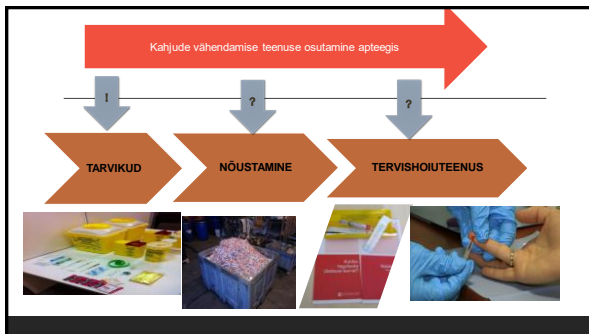 Kahjude vähendamise teenuse osutamine apteegis
! ? ?
TARVIKUD NÕUSTAMINE TERVISHOIUTEENUS